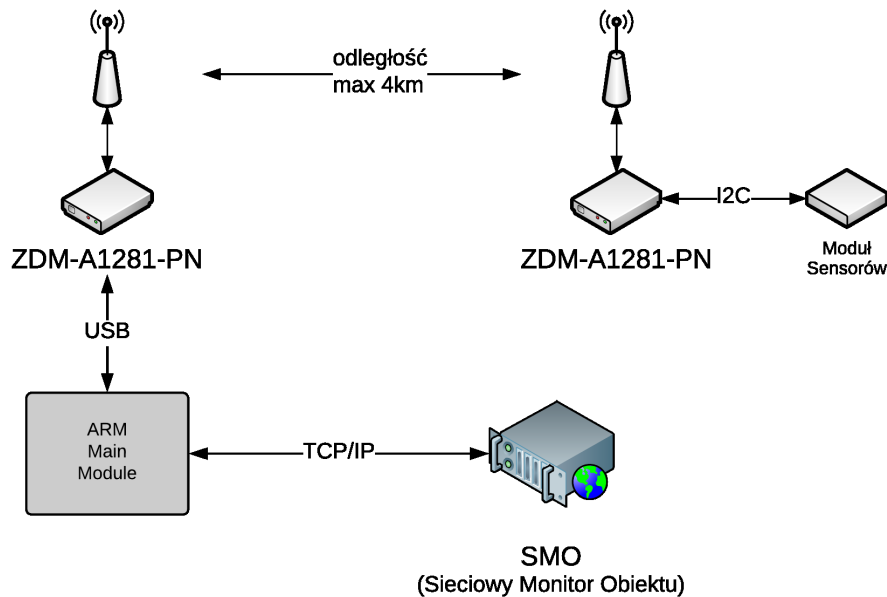 odległość
max 4km
I2C
ZDM-A1281-PN
ZDM-A1281-PN
Moduł
Sensorów
USB
ARM
Main
Module
TCP/IP
SMO
(Sieciowy Monitor Obiektu)